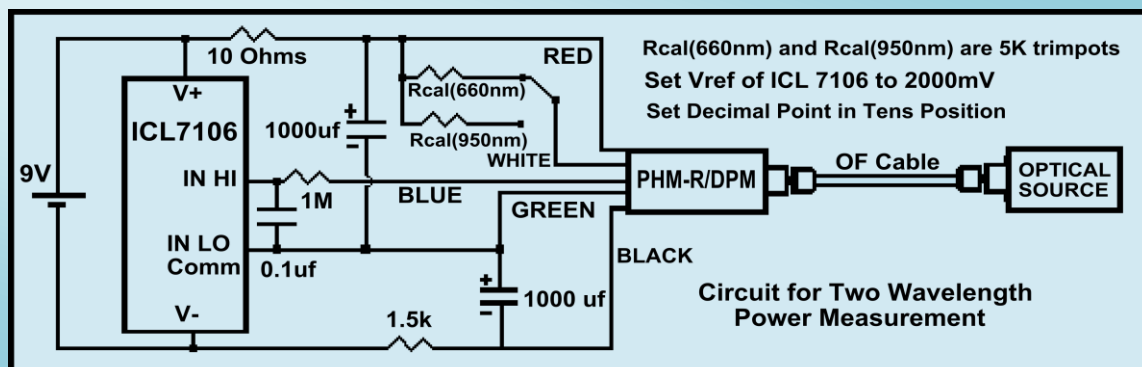 10 Ohms
RED
Rcal(660nm) and Rcal(950nm) are 5K trimpots
Set Vref of ICL 7106 to 2000mV
Set Decimal Point in Tens Position
V+
ICL7106
1000uf
+
-
Rcal(660nm)
Rcal(950nm)
WHITE
9V
IN HI
1M
BLUE
GREEN
PHM-R/DPM
OF Cable
OPTICAL
SOURCE
IN LO
Comm
0.1uf
BLACK
+
-
1000 uf
V-
1.5k
Circuit for Two Wavelength
Power Measurement